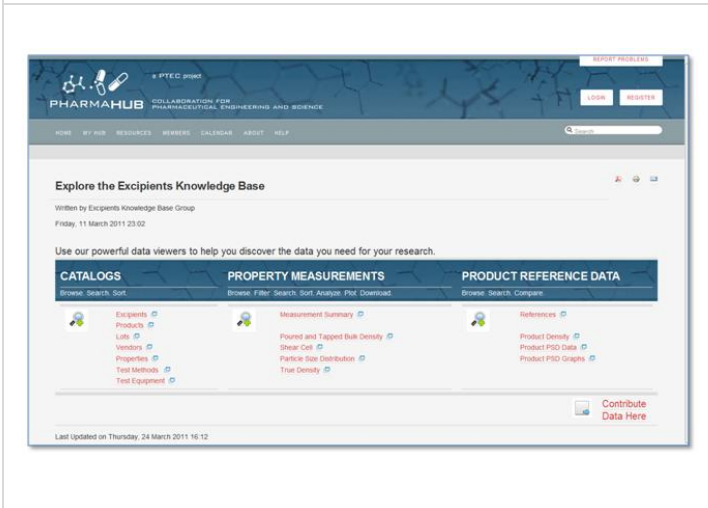 REPORT PROBLEMS
a PTEC project
PHARMAHUB
COLLABORATION FOR
PHARMACEUTICAL ENGINEERING AND SCIENCE
LOGIN REGISTER
HOME MY HUB RESOURCES MEMBERS CALENDAR ABOUT HELP
Search
Explore the Excipients Knowledge Base
Written by Excipients Knowledge Base Group
Friday, 11 March 2011 23:02
Use our powerful data viewers to help you discover the data you need for your research.
CATALOGS
Browse. Search. Sort.
Excipients
Products
Lots
Vendors
Properties
Test Methods
Test Equipment
PROPERTY MEASUREMENTS
Browse. Filter. Search. Sort. Analyze. Plot. Download.
Measurement Summary
Poured and Tapped Bulk Density
Shear Cell
Particle Size Distribution
True Density
PRODUCT REFERENCE DATA
Browse. Search. Compare.
References
Product Density
Product PSD Data
Product PSD Graphs
Contribute
Data Here
Last Updated on Thursday, 24 March 2011 16:12